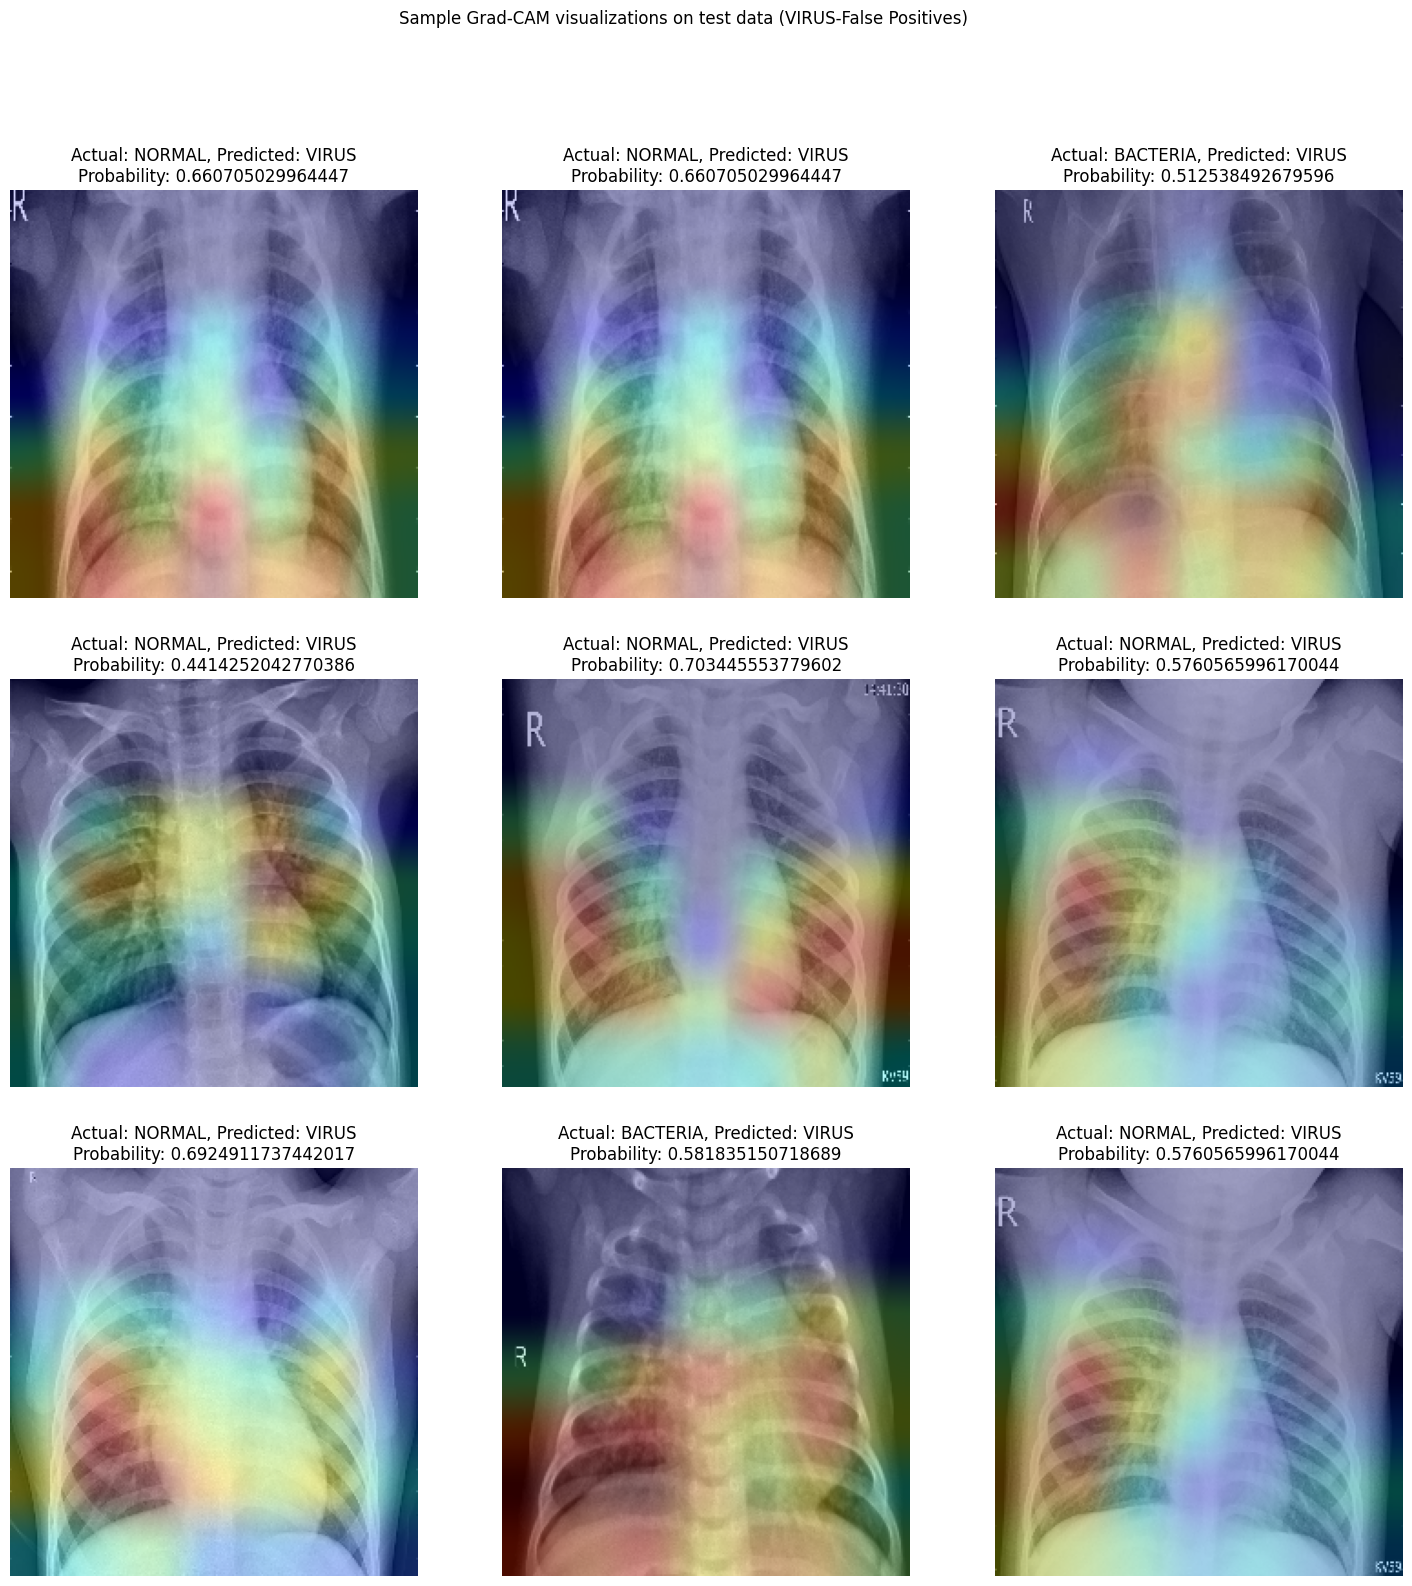 Sample Grad-CAM visualizations on test data (VIRUS-False Positives)
Actual: NORMAL, Predicted: VIRUS
Probability: 0.660705029964447
R
Actual: NORMAL, Predicted: VIRUS
Probability: 0.660705029964447
R
Actual: BACTERIA, Predicted: VIRUS
Probability: 0.512538492679596
R
Actual: NORMAL, Predicted: VIRUS
Probability: 0.4414252042770386
Actual: NORMAL, Predicted: VIRUS
Probability: 0.703445553779602
R
Actual: NORMAL, Predicted: VIRUS
Probability: 0.5760565996170044
R
Actual: NORMAL, Predicted: VIRUS
Probability: 0.6924911737442017
R
Actual: BACTERIA, Predicted: VIRUS
Probability: 0.581835150718689
R
Actual: NORMAL, Predicted: VIRUS
Probability: 0.5760565996170044
R